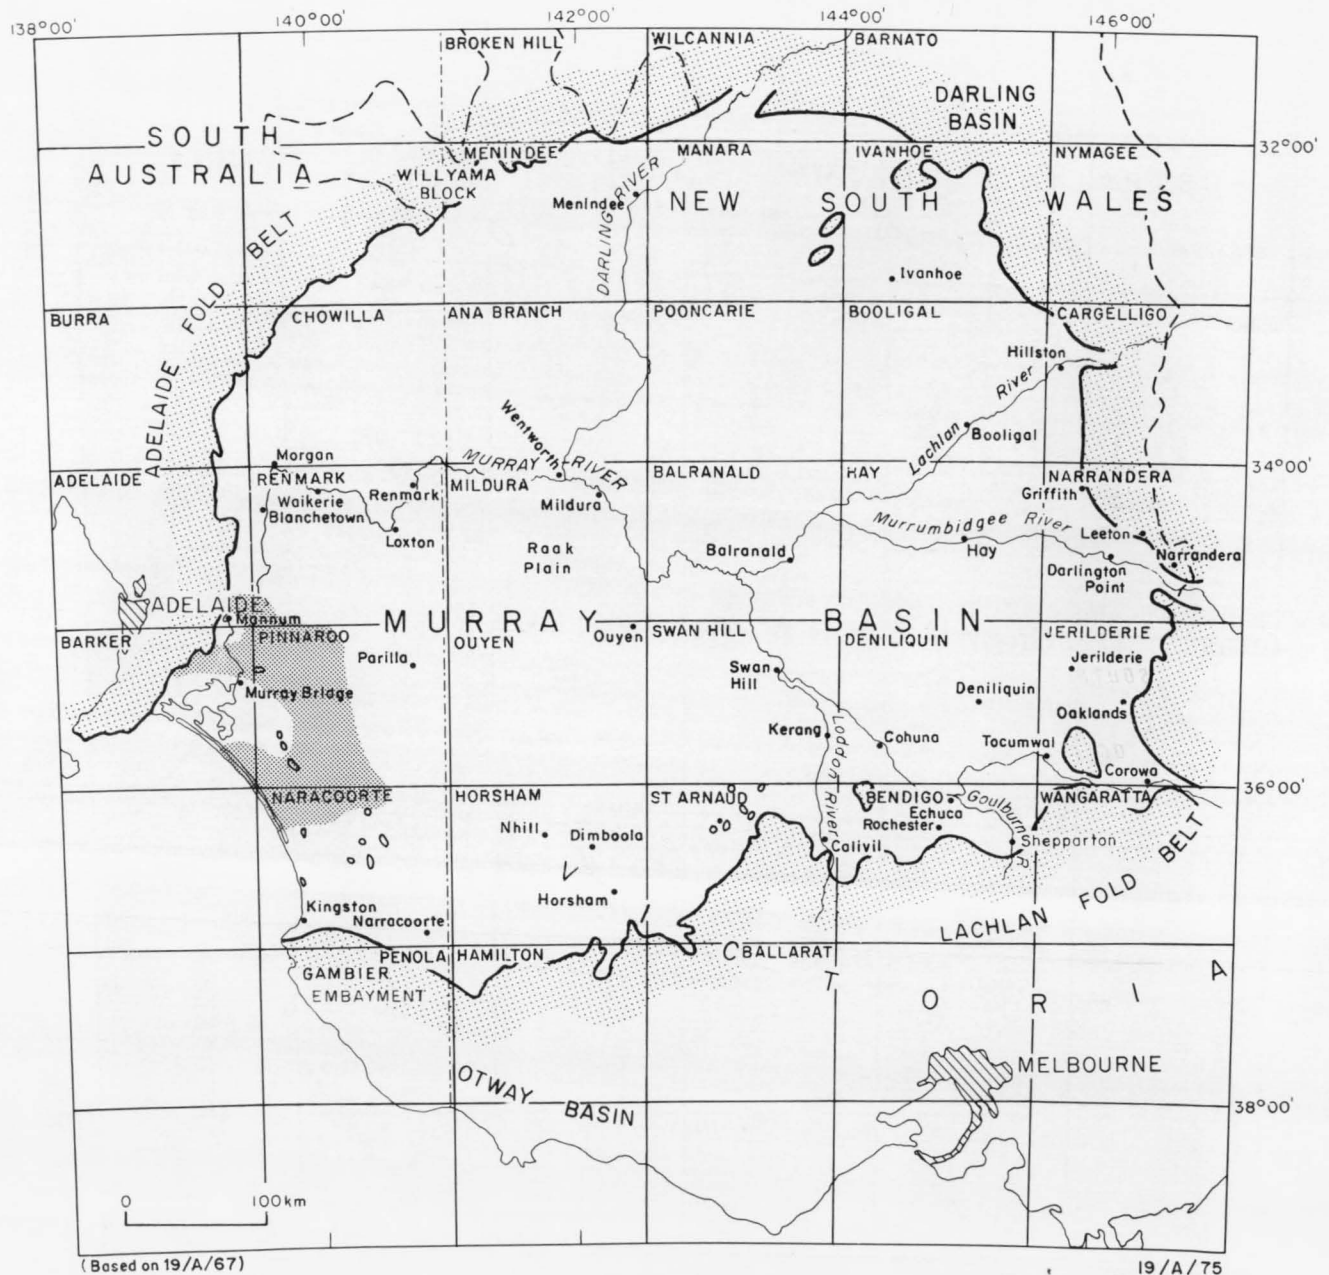 138°00'
140°00'
142°00'
144°00'
146°00'
BROKEN HILL
WILCANNIA
BARNATO
DARLING
BASIN
SOUTH
AUSTRALIA
MENINDEE
MANARA
IVANHOE
NYMAGEE
32°00'
WILLYAMA
BLOCK
Menindee
DARLING RIVER
NEW SOUTH WALES
ADELAIDE FOLD BELT
Ivanhoe
BURRA
CHOWILLA
ANA BRANCH
POONCARIE
BOOLIGAL
CARGELLIGO
Hillston
Lachlan River
Booligal
Wentworth
Morgan
MURRAY RIVER
34°00'
ADELAIDE
RENMARK
Renmark
MILDURA
BALRANALD
HAY
NARRANDERA
Waikerie
Mildura
Griffith
Blanchetown
Loxton
Murrumbidgee River
Leeton
Raak
Plain
Balranald
Hay
Narrandera
Darlington
Point
ADELAIDE
Mannum
MURRAY BASIN
BARKER
PINNAROO
OUYEN
Ouyen
SWAN HILL
DENILIQUIN
JERILDERIE
Parilla
Swan
Hill
Jerilderie
Murray Bridge
Deniliquin
Oaklands
Kerang
Loddon River
Cohuna
Tocumwal
Corowa
36°00'
NARACOORTE
HORSHAM
ST ARNAUD
BENDIGO
Goulburn R
WANGARATTA
Echuca
Nhill
Dimboola
Rochester
Calivil
Shepparton
V
Horsham
Kingston
Narracoorte
LACHLAN FOLD BELT
PENOLA
HAMILTON
C
BALLARAT
GAMBIER
EMBAYMENT
T O R I A
MELBOURNE
OTWAY BASIN
38°00'
0 100km
(Based on 19/A/67)
19/A/75